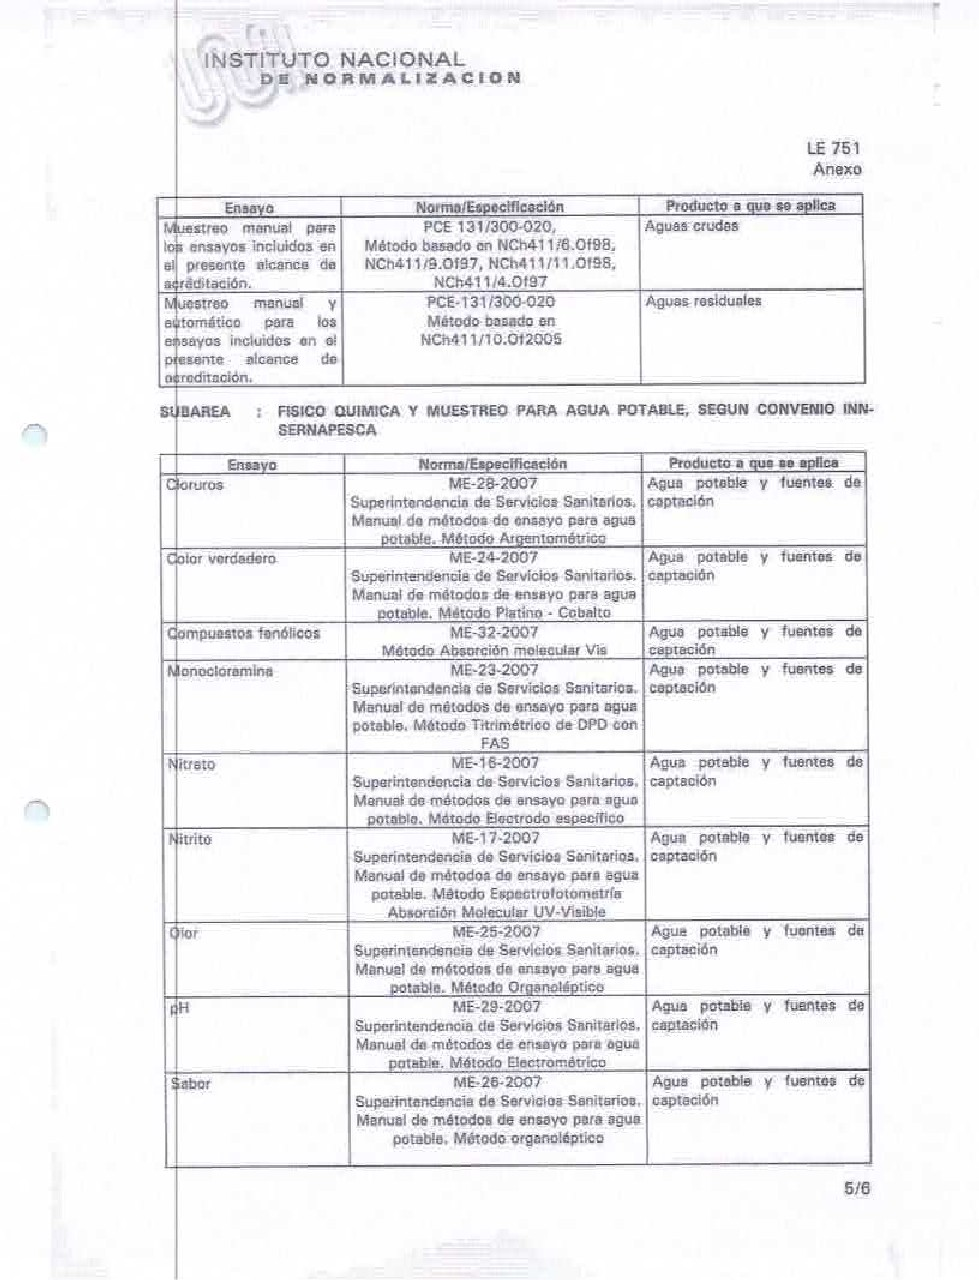 INSTITUTO NACIONAL
DE NORMALIZACION
LE 751
Anexo
Ensayo Norma/Especificación Producto a que se aplica
Muestreo manual para
los ensayos incluidos en
el presente alcance de
acreditación.
PCE 131/300-020,
Método basado en NCh411/6.Of98,
NCh411/9.Of97, NCh411/11.Of98,
NCh411/4.Of97
Aguas crudas
Muestreo manual y
automático para los
ensayos incluidos en el
presente alcance de
acreditación.
PCE-131/300-020
Método basado en
NCh411/10.Of2005
Aguas residuales
SUBAREA : FISICO QUIMICA Y MUESTREO PARA AGUA POTABLE, SEGUN CONVENIO INN-
SERNAPESCA
Ensayo Norma/Especificación Producto a que se aplica
Cloruros
ME-28-2007
Superintendencia de Servicios Sanitarios.
Manual de métodos de ensayo para agua
potable. Método Argentométrico
Agua potable y fuentes de
captación
Color verdadero
ME-24-2007
Superintendencia de Servicios Sanitarios.
Manual de métodos de ensayo para agua
potable. Método Platino - Cobalto
Agua potable y fuentes de
captación
Compuestos fenólicos
ME-32-2007
Método Absorción molecular Vis
Agua potable y fuentes de
captación
Monocloramina
ME-23-2007
Superintendencia de Servicios Sanitarios.
Manual de métodos de ensayo para agua
potable. Método Titrimétrico de DPD con
FAS
Agua potable y fuentes de
captación
Nitrato
ME-16-2007
Superintendencia de Servicios Sanitarios.
Manual de métodos de ensayo para agua
potable. Método Electrodo específico
Agua potable y fuentes de
captación
Nitrito
ME-17-2007
Superintendencia de Servicios Sanitarios.
Manual de métodos de ensayo para agua
potable. Método Espectrofotometría
Absorción Molecular UV-Visible
Agua potable y fuentes de
captación
Olor
ME-25-2007
Superintendencia de Servicios Sanitarios.
Manual de métodos de ensayo para agua
potable. Método Organoléptico
Agua potable y fuentes de
captación
pH
ME-29-2007
Superintendencia de Servicios Sanitarios.
Manual de métodos de ensayo para agua
potable. Método Electrométrico
Agua potable y fuentes de
captación
Sabor
ME-26-2007
Superintendencia de Servicios Sanitarios.
Manual de métodos de ensayo para agua
potable. Método organoléptico
Agua potable y fuentes de
captación
5/6